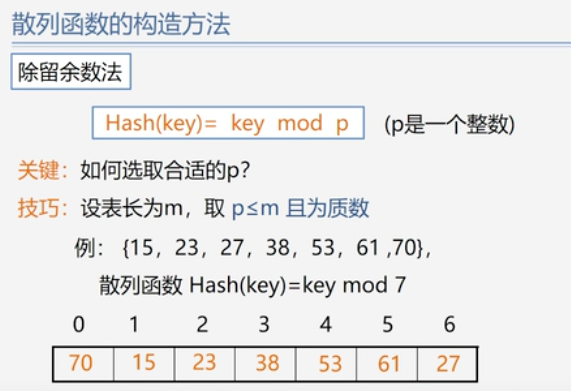 散列函数的构造方法
除留余数法
Hash(key)= key mod p (p是一个整数)
关键：如何选取合适的p?
技巧：设表长为m，取 p≤m 且为质数
例： {15，23，27，38，53，61 ,70}，
散列函数 Hash(key)=key mod 7
0 1 2 3 4 5 6
70 15 23 38 53 61 27